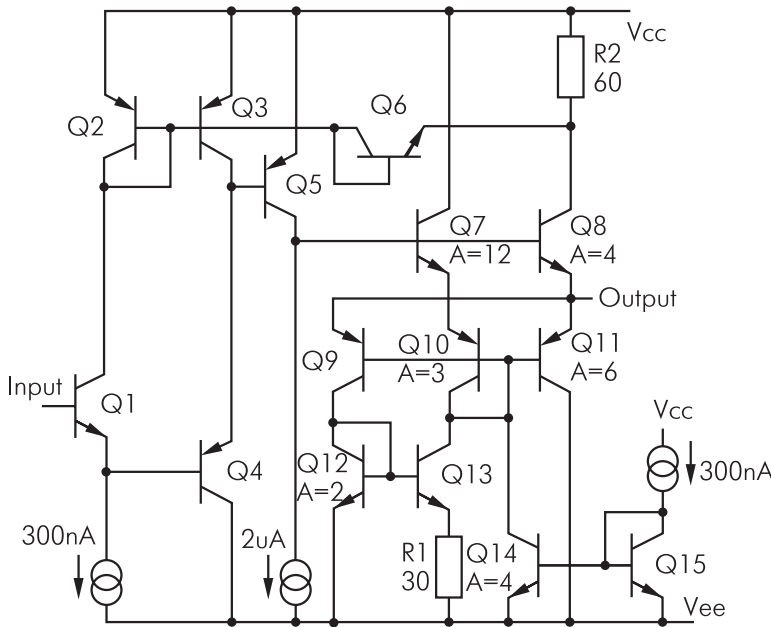 Vcc
R2
60
Q6
Q3
Q2
Q5
Q7
A=12
Q8
A=4
Output
Q9
Q10
A=3
Q11
A=6
Input
Q1
Vcc
Q4
Q12
A=2
Q13
300nA
300nA
2uA
R1
30
Q14
A=4
Q15
Vee